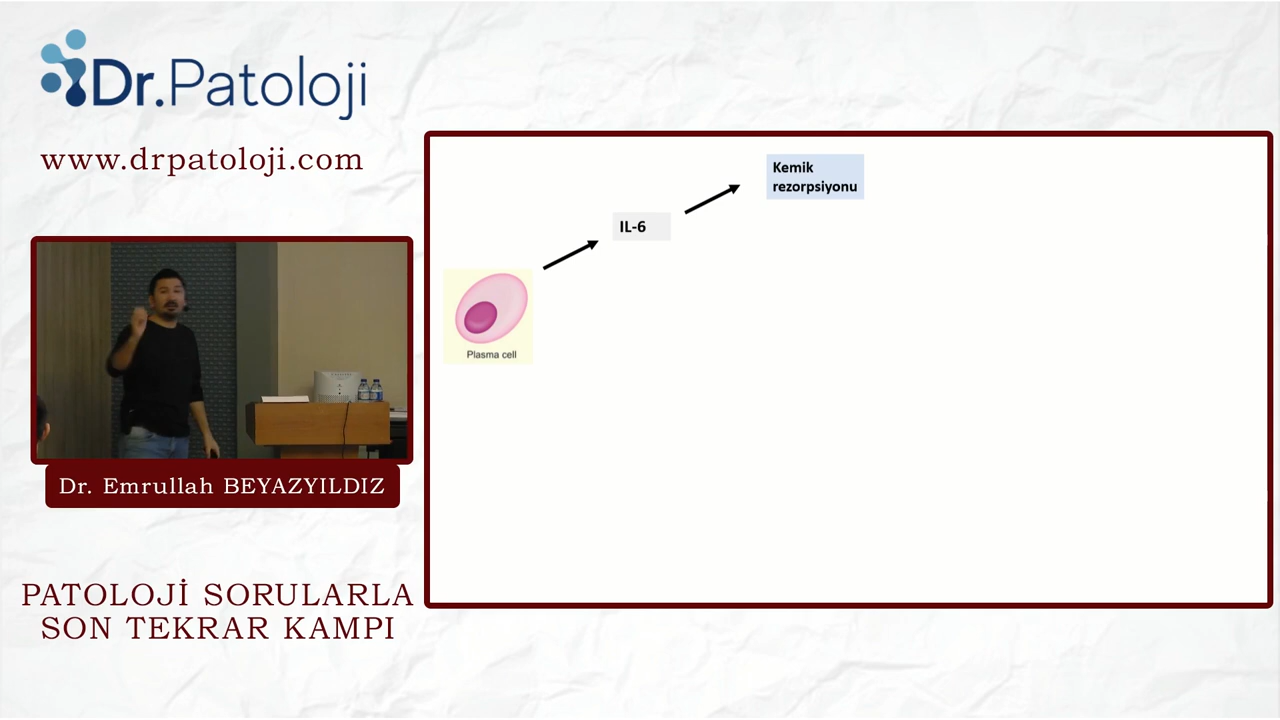 Dr.Patoloji
www.drpatoloji.com
Dr. Emrullah BEYAZYILDIZ
PATOLOJİ SORULARLA
SON TEKRAR KAMPI
Kemik
rezorpsiyonu
IL-6
Plasma cell